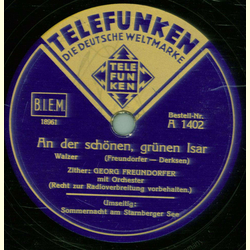 TELEFUNKEN
DIE DEUTSCHE WELTMARKE
TELE
FUN
KEN
B.I.E.M.
18961
Bestell-Nr.
A 1402
An der schönen, grünen Isar
Walzer (Freundorfer — Derksen)
Zither: GEORG FREUNDORFER
mit Orchester
(Recht zur Radioverbreitung vorbehalten.)
Umseitig:
Sommernacht am Starnberger See